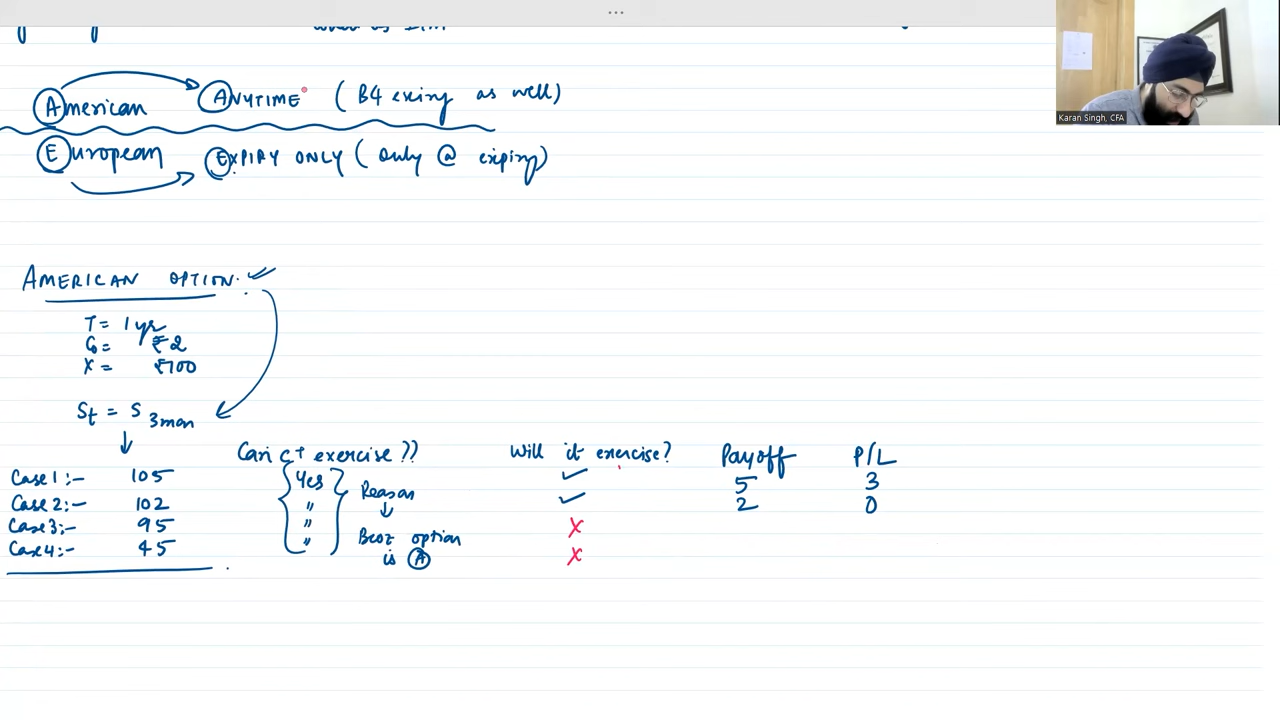 American → ANYTIME (B4 exiring as well)
European → EXPIRY ONLY (Only @ expiry)
AMERICAN OPTION
T = 1 yr
C₀ = ₹2
X = ₹100
St = S 3mon
Can c+ exercise ?? Will it exercise? Payoff P/L
Case 1:- 105 Yes ✓ 5 3
Case 2:- 102 " ✓ 2 0
Case 3:- 95 " X
Case 4:- 45 " X
Reason
↓
Becoz option
is A
Karan Singh, CFA